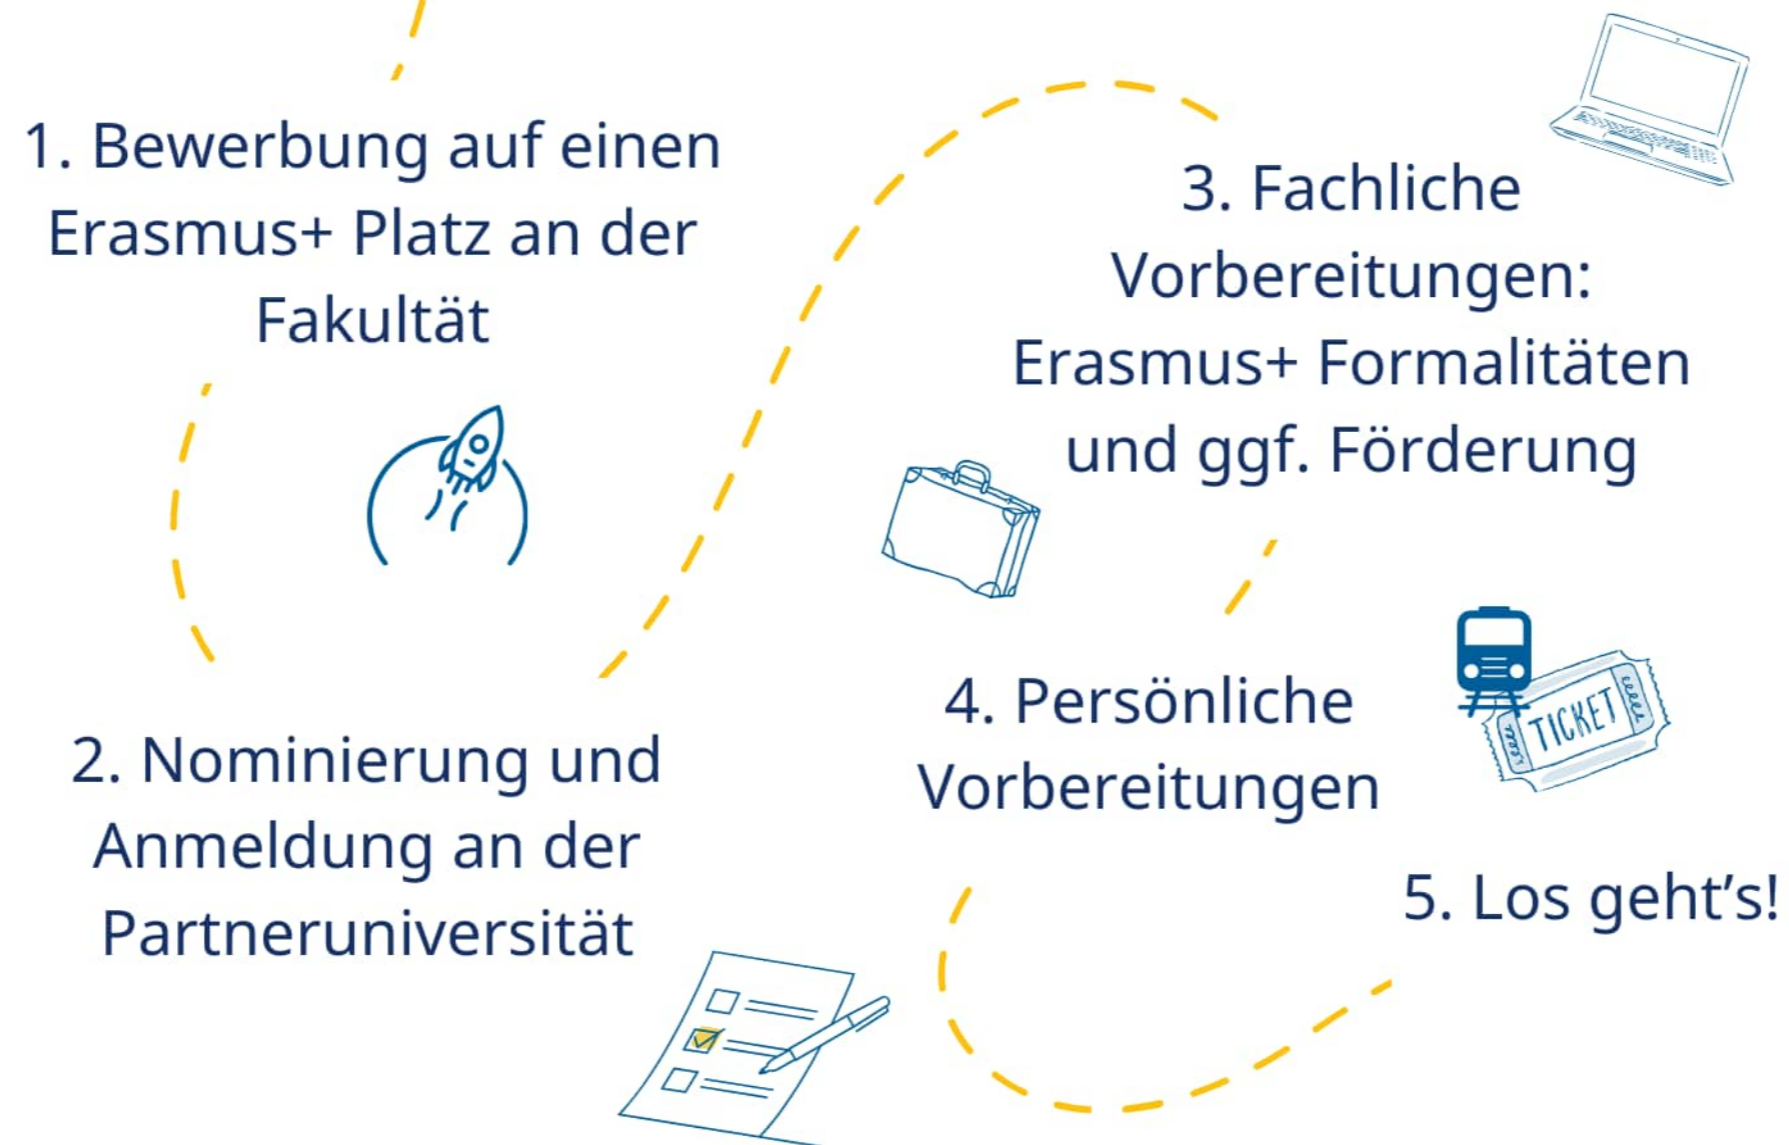 1. Bewerbung auf einen
Erasmus+ Platz an der
Fakultät
2. Nominierung und
Anmeldung an der
Partneruniversität
3. Fachliche
Vorbereitungen:
Erasmus+ Formalitäten
und ggf. Förderung
4. Persönliche
Vorbereitungen
TICKET
5. Los geht’s!